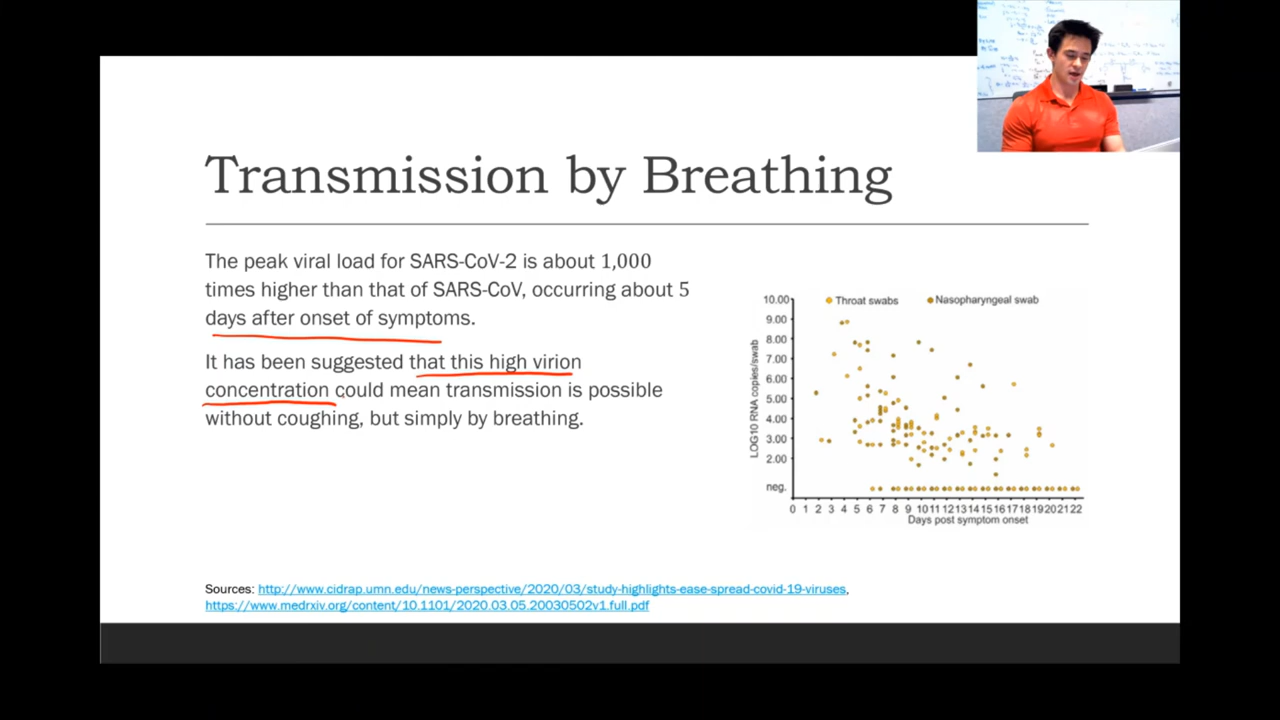 Transmission by Breathing
The peak viral load for SARS-CoV-2 is about 1,000
times higher than that of SARS-CoV, occurring about 5
days after onset of symptoms.
It has been suggested that this high virion
concentration could mean transmission is possible
without coughing, but simply by breathing.
10.00
Throat swabs
Nasopharyngeal swab
9.00
8.00
7.00
6.00
5.00
4.00
3.00
2.00
neg.
LOG10 RNA copies/swab
0 1 2 3 4 5 6 7 8 9 10 11 12 13 14 15 16 17 18 19 20 21 22
Days post symptom onset
Sources: http://www.cidrap.umn.edu/news-perspective/2020/03/study-highlights-ease-spread-covid-19-viruses,
https://www.medrxiv.org/content/10.1101/2020.03.05.20030502v1.full.pdf